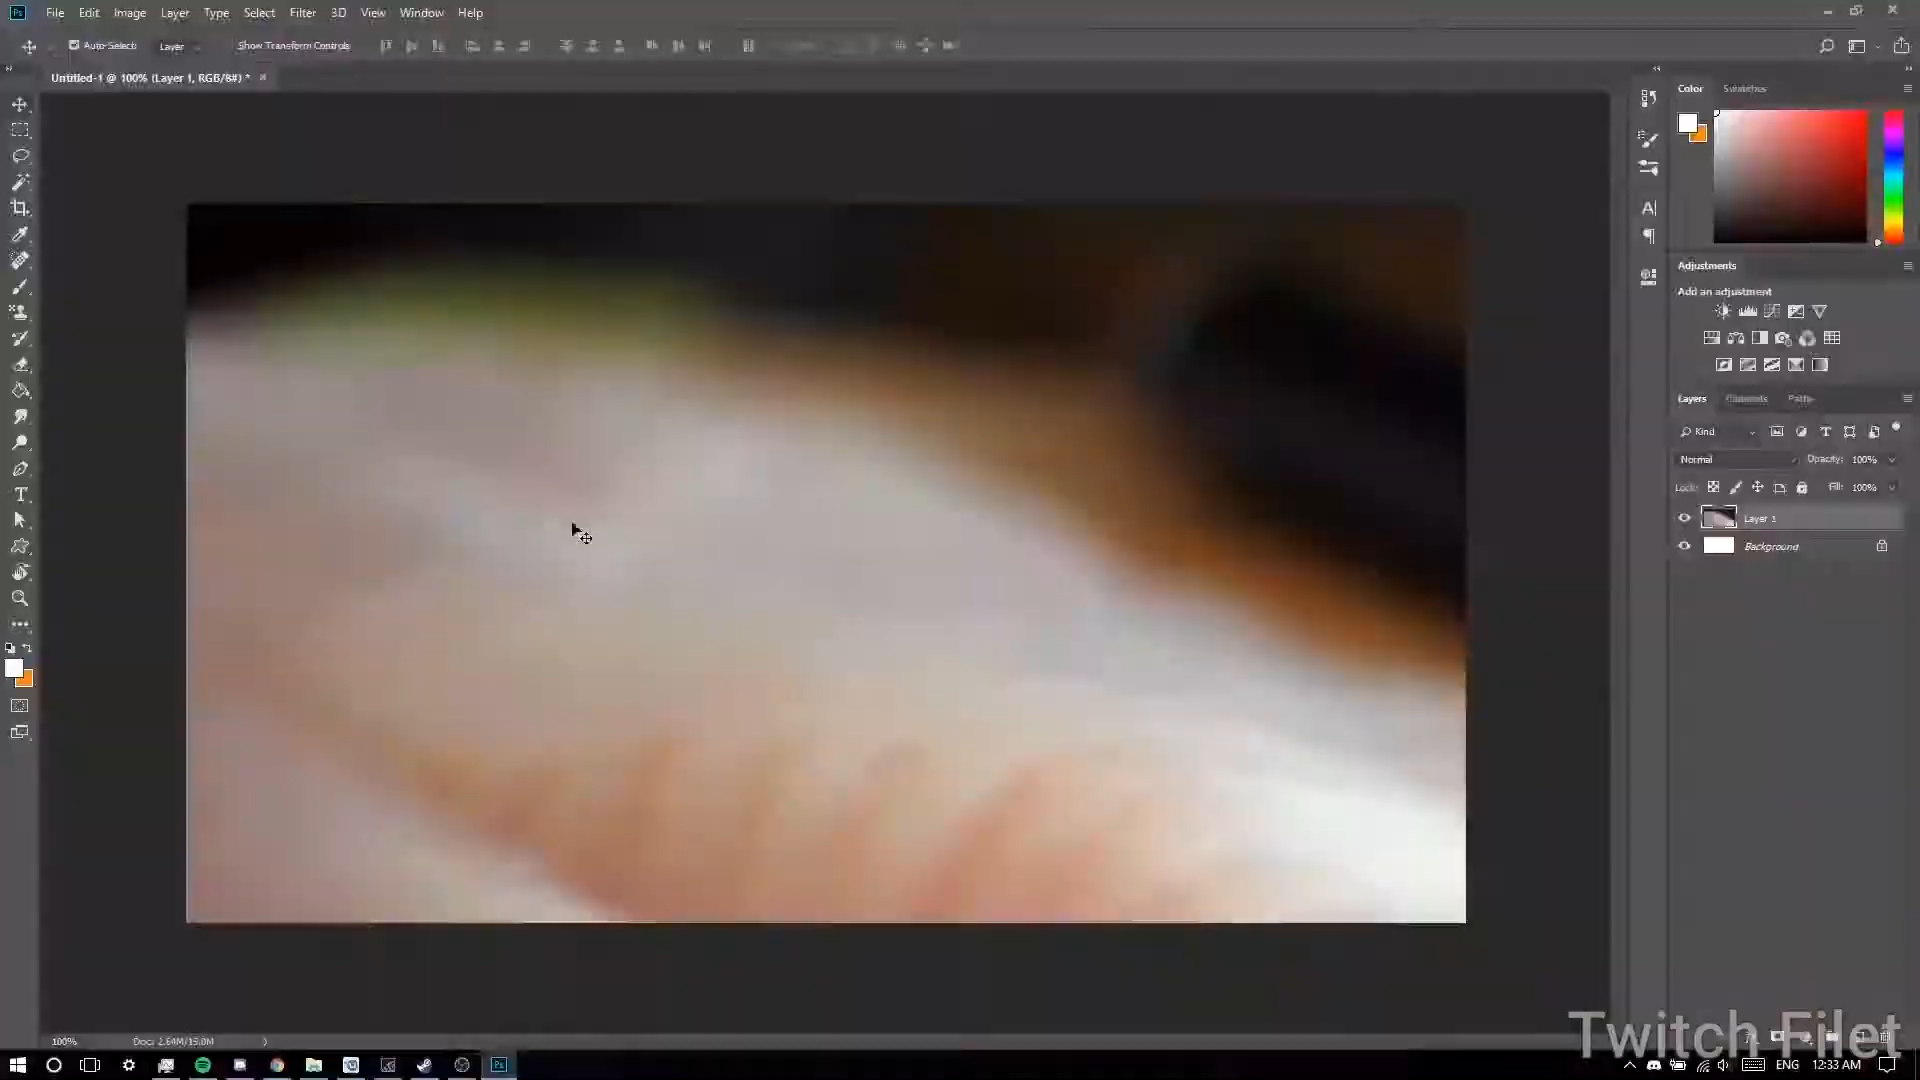 Ps File Edit Image Layer Type Select Filter 3D View Window Help
Auto-Select: Layer Show Transform Controls
Untitled-1 @ 100% (Layer 1, RGB/8#) *
Color Swatches
Adjustments
Add an adjustment
Layers Channels Paths
Kind
Normal Opacity: 100%
Lock: Fill: 100%
Layer 1
Background
100% Doc: 2.64M/15.0M
Twitch Filet
Ps ENG 12:33 AM